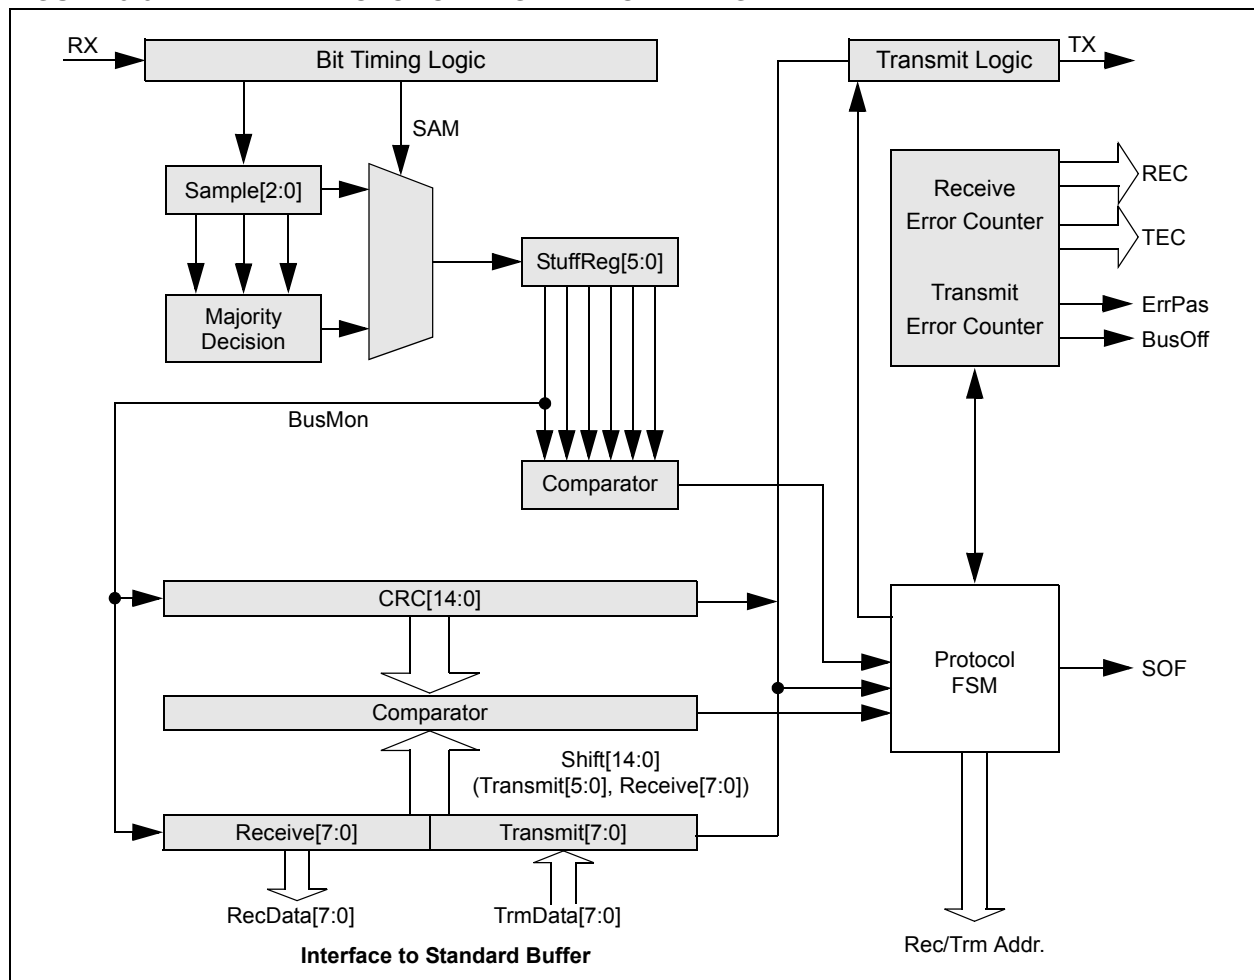 RX
Bit Timing Logic
Transmit Logic
TX
SAM
Sample[2:0]
Receive
Error Counter
REC
TEC
StuffReg[5:0]
Majority
Decision
Transmit
Error Counter
ErrPas
BusOff
BusMon
Comparator
CRC[14:0]
Protocol
FSM
SOF
Comparator
Shift[14:0]
(Transmit[5:0], Receive[7:0])
Receive[7:0]
Transmit[7:0]
RecData[7:0]
TrmData[7:0]
Rec/Trm Addr.
Interface to Standard Buffer